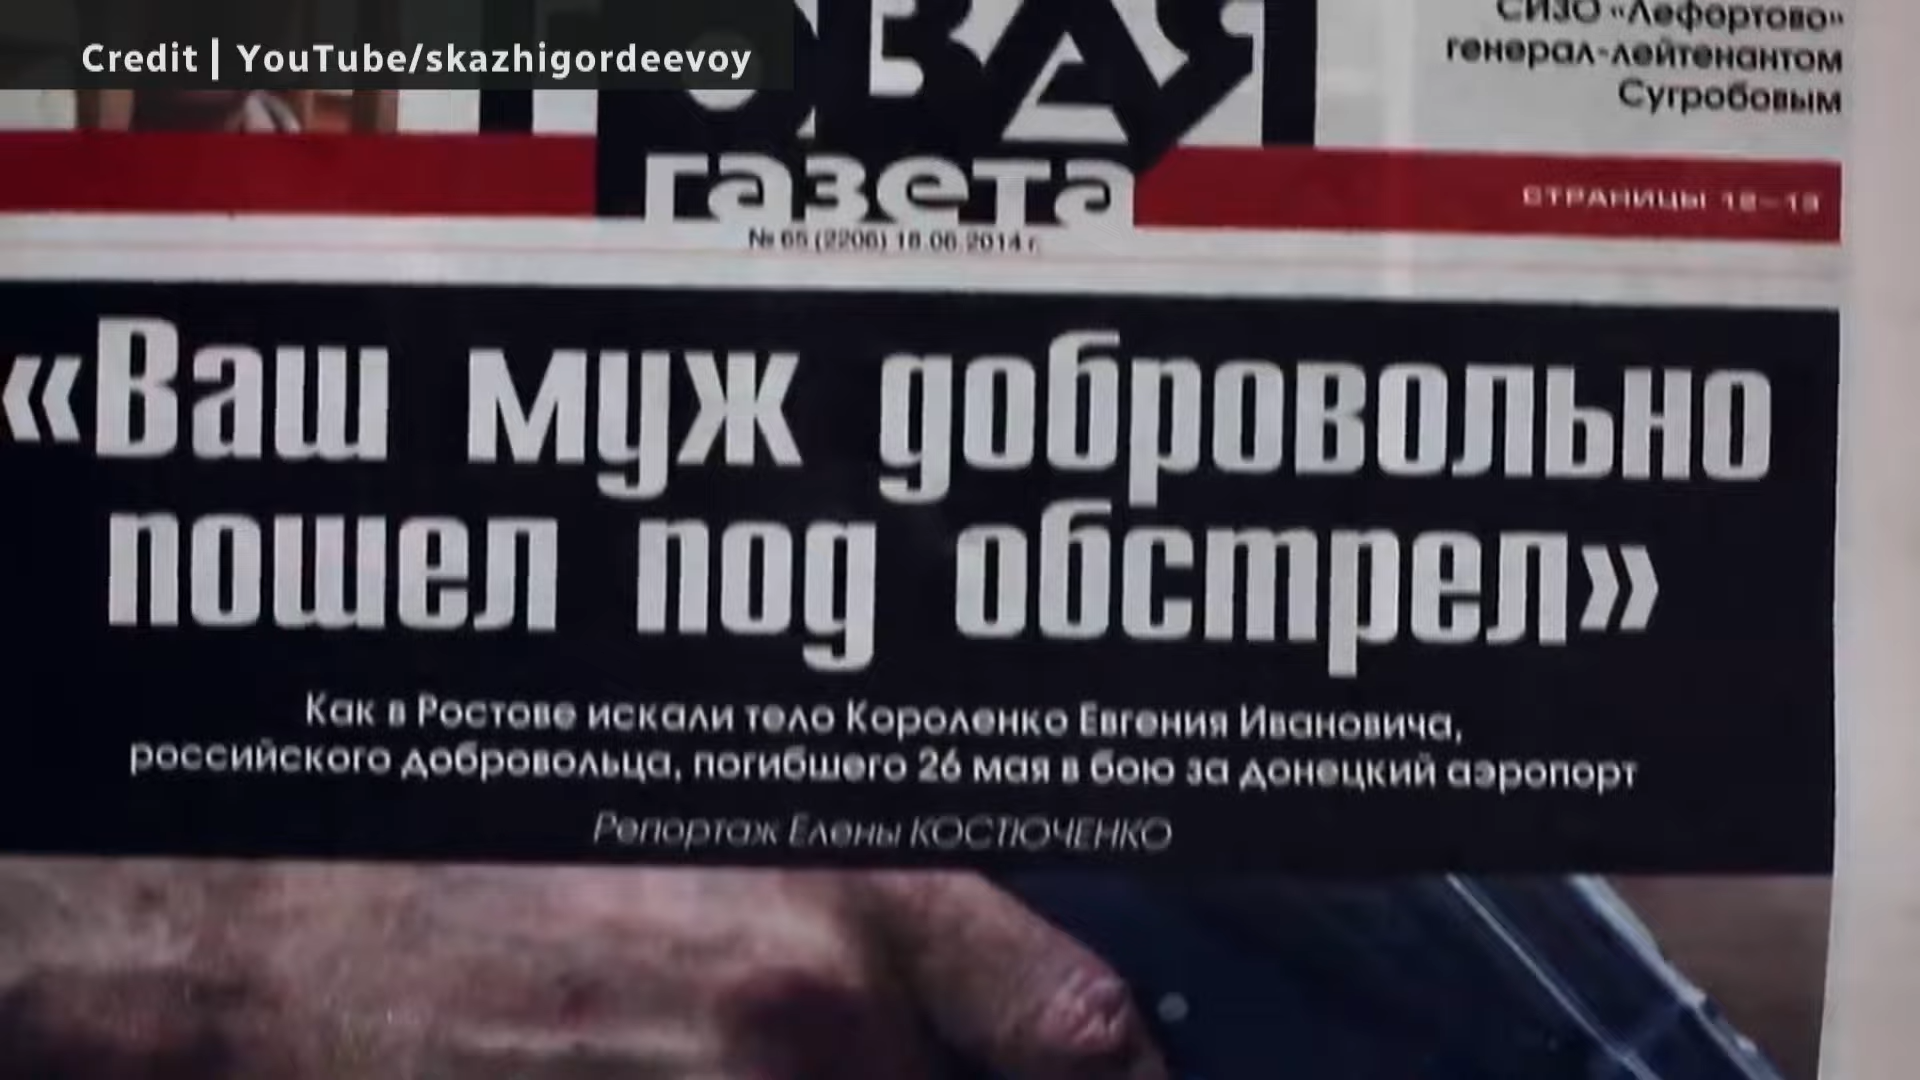 Credit | YouTube/skazhigordeevoy
СИЗО «Лефортово»
генерал-лейтенантом
Сугробовым
газета
СТРАНИЦЫ 12–13
№ 65 (2206) 18.06.2014 г.
«Ваш муж добровольно
пошел под обстрел»
Как в Ростове искали тело Короленко Евгения Ивановича,
российского добровольца, погибшего 26 мая в бою за донецкий аэропорт
Репортаж Елены КОСТЮЧЕНКО